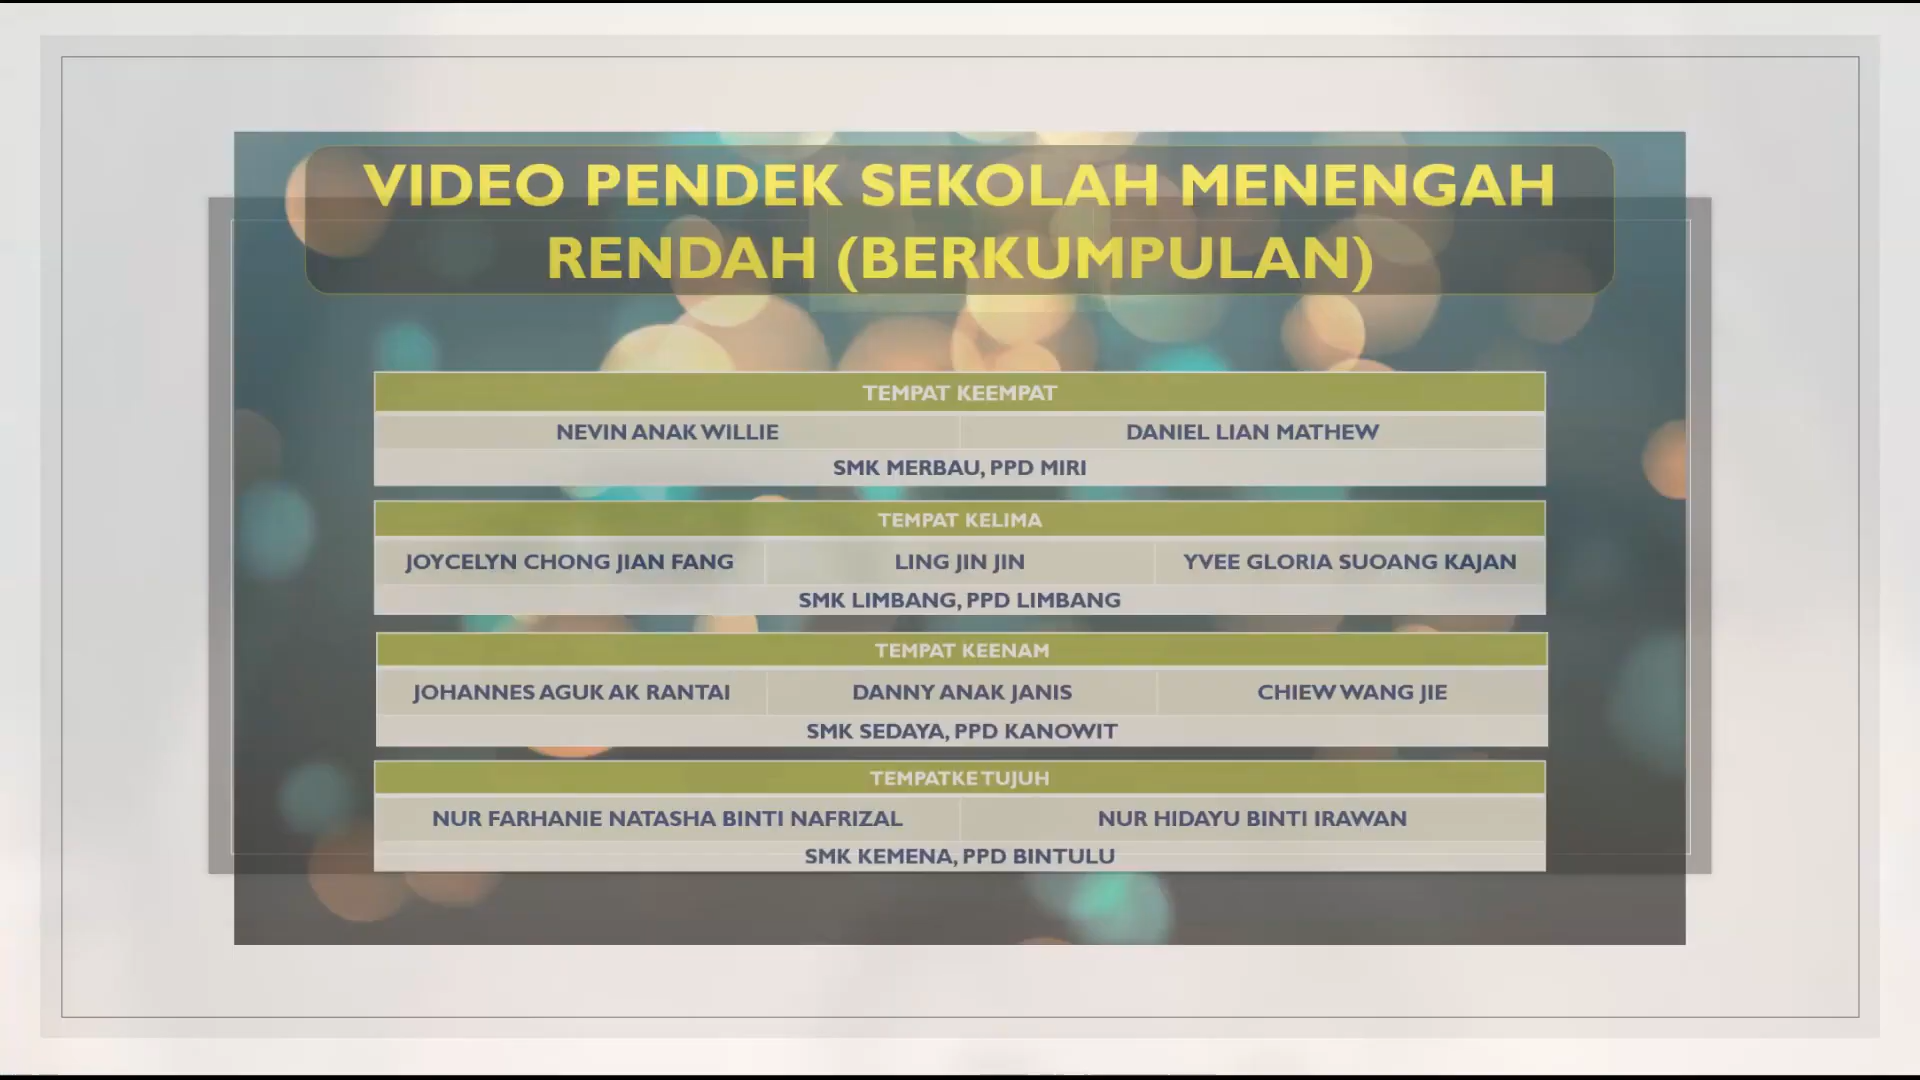 VIDEO PENDEK SEKOLAH MENENGAH
RENDAH (BERKUMPULAN)
TEMPAT KEEMPAT
NEVIN ANAK WILLIE DANIEL LIAN MATHEW
SMK MERBAU, PPD MIRI
TEMPAT KELIMA
JOYCELYN CHONG JIAN FANG LING JIN JIN YVEE GLORIA SUOANG KAJAN
SMK LIMBANG, PPD LIMBANG
TEMPAT KEENAM
JOHANNES AGUK AK RANTAI DANNY ANAK JANIS CHIEW WANG JIE
SMK SEDAYA, PPD KANOWIT
TEMPATKE TUJUH
NUR FARHANIE NATASHA BINTI NAFRIZAL NUR HIDAYU BINTI IRAWAN
SMK KEMENA, PPD BINTULU